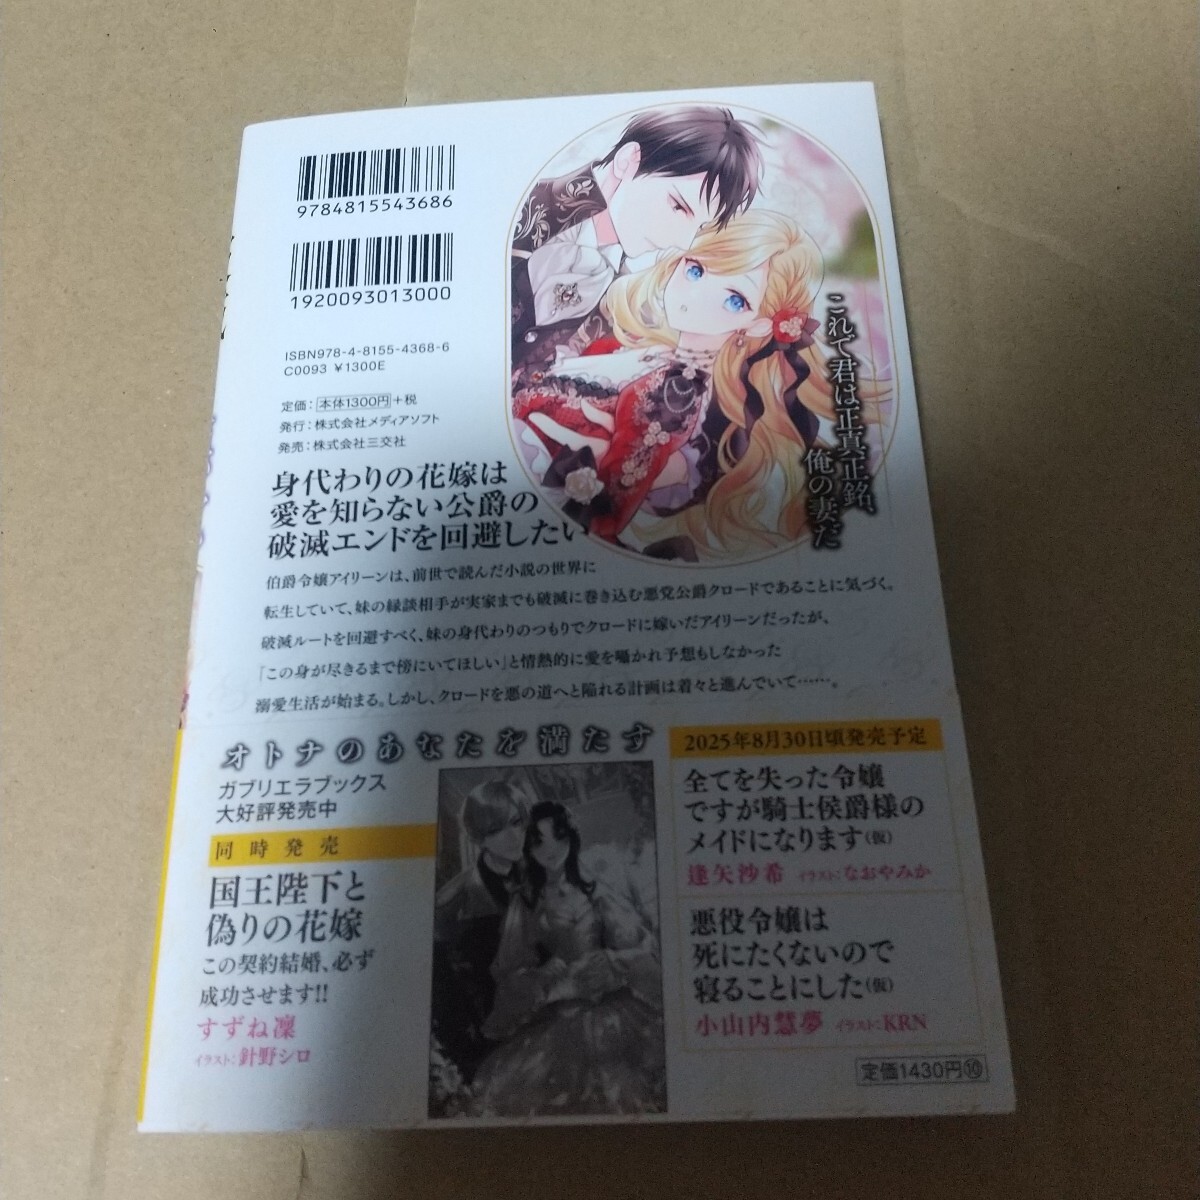 9784815543686
1920093013000
ISBN978-4-8155-4368-6
C0093 ¥1300E
定価：本体1300円＋税
発行：株式会社メディアソフト
発売：株式会社三交社
これで君は正真正銘、
俺の妻だ
身代わりの花嫁は
愛を知らない公爵の
破滅エンドを回避したい
伯爵令嬢アイリーンは、前世で読んだ小説の世界に
転生していて、妹の縁談相手が実家までも破滅に巻き込む悪党公爵クロードであることに気づく。
破滅ルートを回避すべく、妹の身代わりのつもりでクロードに嫁いだアイリーンだったが、
「この身が尽きるまで傍にいてほしい」と情熱的に愛を囁かれ予想もしなかった
溺愛生活が始まる。しかし、クロードを悪の道へと陥れる計画は着々と進んでいて……。
オトナのあなたを満たす
ガブリエラブックス
大好評発売中
同時発売
国王陛下と
偽りの花嫁
この契約結婚、必ず
成功させます!!
すずね凜
イラスト：針野シロ
2025年8月30日頃発売予定
全てを失った令嬢
ですが騎士侯爵様の
メイドになります(仮)
逢矢沙希 イラスト：なおやみか
悪役令嬢は
死にたくないので
寝ることにした(仮)
小山内慧夢 イラスト：KRN
定価1430円⑩